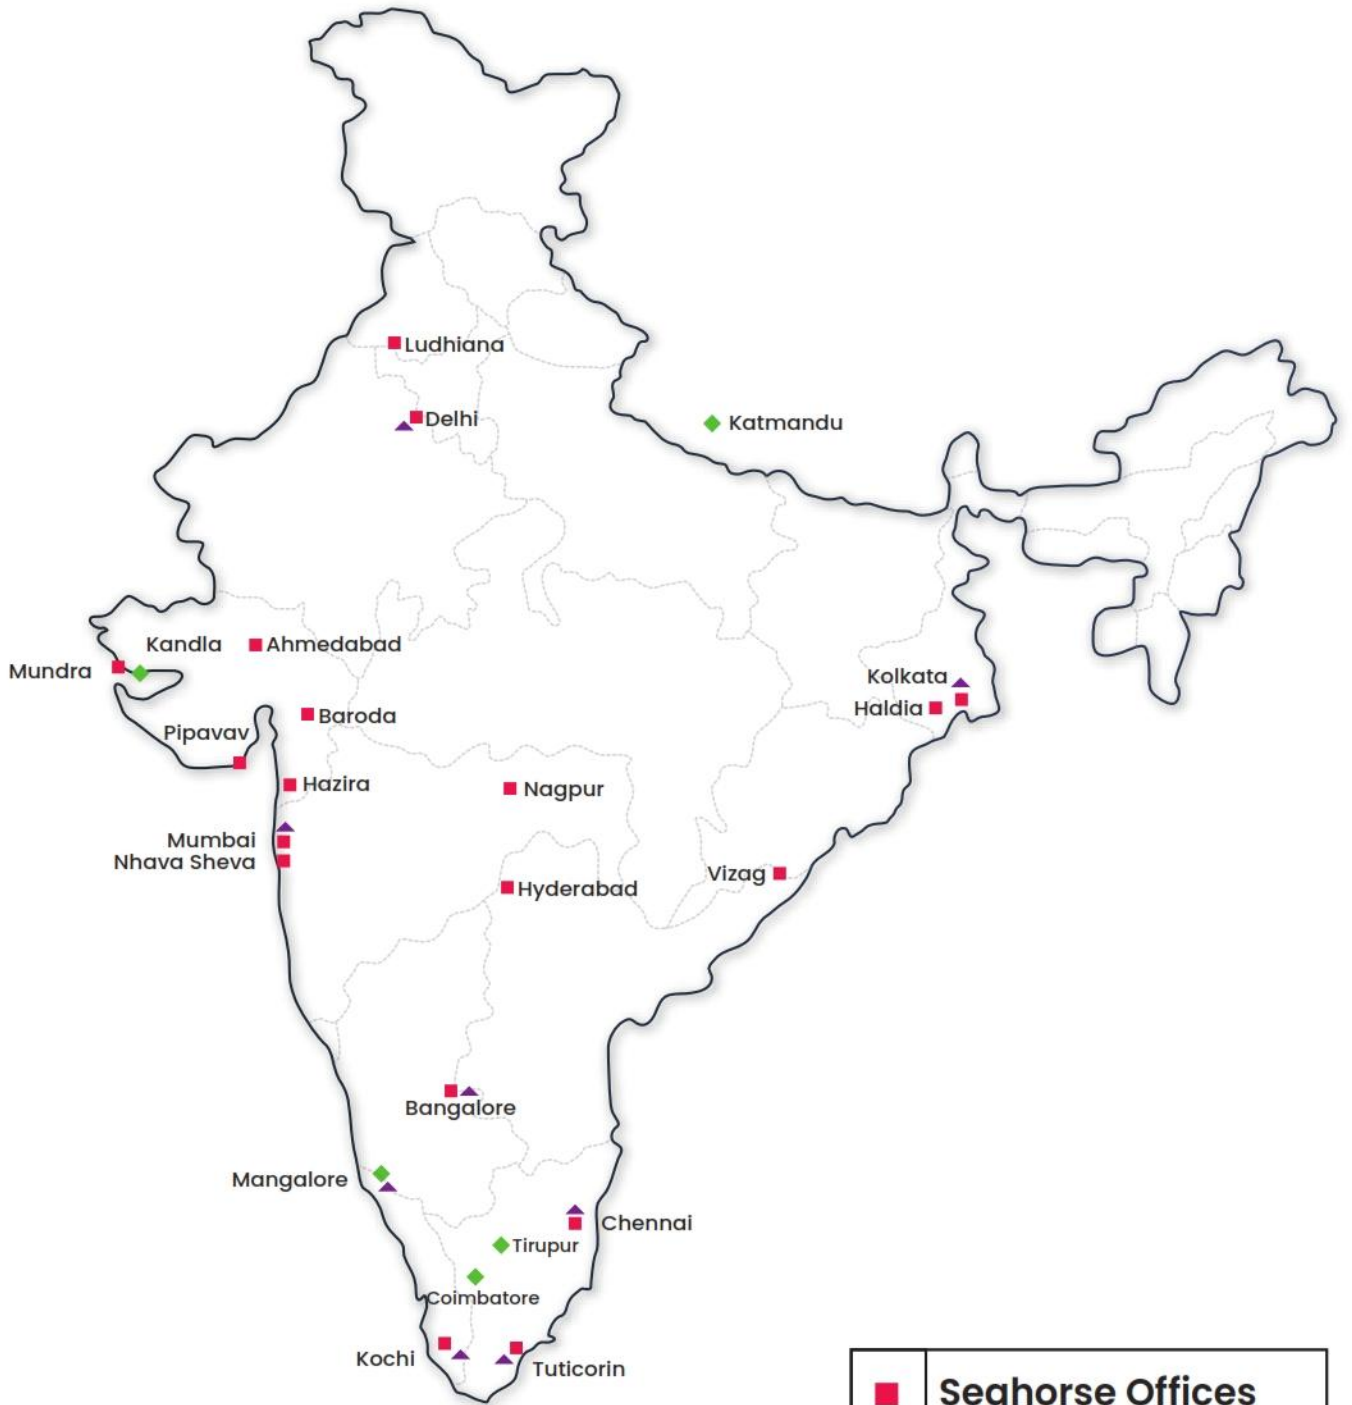 Ludhiana
Delhi
Katmandu
Kandla
Ahmedabad
Mundra
Kolkata
Haldia
Baroda
Pipavav
Hazira
Nagpur
Mumbai
Nhava Sheva
Vizag
Hyderabad
Bangalore
Mangalore
Chennai
Tirupur
Coimbatore
Kochi
Tuticorin
Seahorse Offices